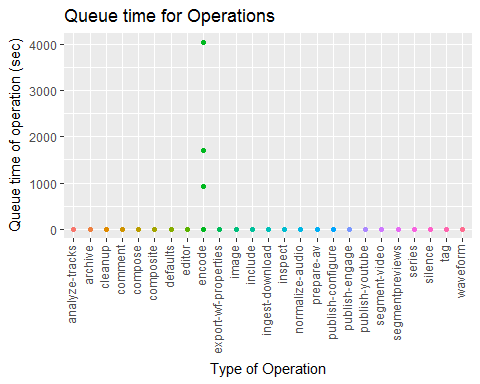 Queue time for Operations
Queue time of operation (sec)
4000
3000
2000
1000
0
analyze-tracks
archive
cleanup
comment
compose
composite
defaults
editor
encode
export-wf-properties
image
include
ingest-download
inspect
normalize-audio
prepare-av
publish-configure
publish-engage
publish-youtube
segment-video
segmentpreviews
series
silence
tag
waveform
Type of Operation